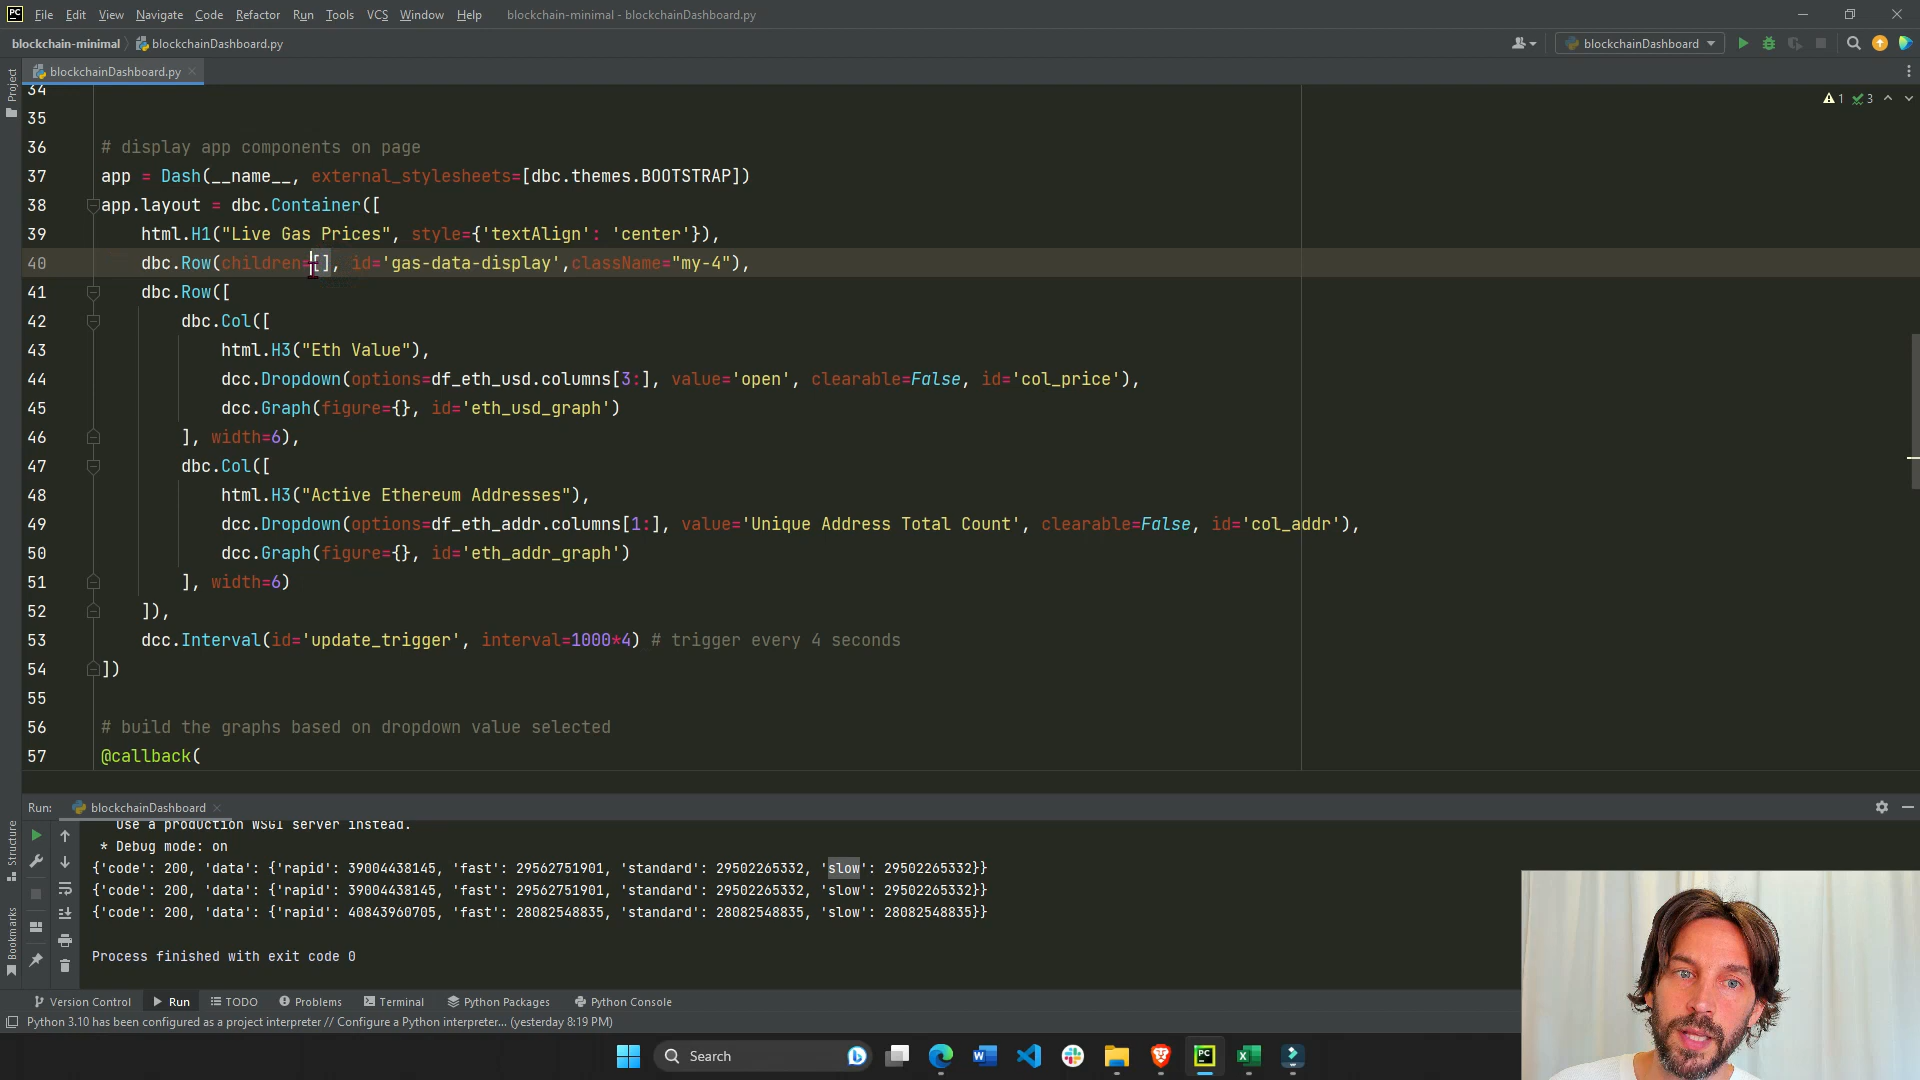 PC File Edit View Navigate Code Refactor Run Tools VCS Window Help blockchain-minimal - blockchainDashboard.py
blockchain-minimal blockchainDashboard.py blockchainDashboard
Project
blockchainDashboard.py
34
1 3
35
36 # display app components on page
37 app = Dash(__name__, external_stylesheets=[dbc.themes.BOOTSTRAP])
38 app.layout = dbc.Container([
39 html.H1("Live Gas Prices", style={'textAlign': 'center'}),
40 dbc.Row(children=[], id='gas-data-display',className="my-4"),
41 dbc.Row([
42 dbc.Col([
43 html.H3("Eth Value"),
44 dcc.Dropdown(options=df_eth_usd.columns[3:], value='open', clearable=False, id='col_price'),
45 dcc.Graph(figure={}, id='eth_usd_graph')
46 ], width=6),
47 dbc.Col([
48 html.H3("Active Ethereum Addresses"),
49 dcc.Dropdown(options=df_eth_addr.columns[1:], value='Unique Address Total Count', clearable=False, id='col_addr'),
50 dcc.Graph(figure={}, id='eth_addr_graph')
51 ], width=6)
52 ]),
53 dcc.Interval(id='update_trigger', interval=1000*4) # trigger every 4 seconds
54 ])
55
56 # build the graphs based on dropdown value selected
57 @callback(
Run: blockchainDashboard
Use a production WSGI server instead.
* Debug mode: on
{'code': 200, 'data': {'rapid': 39004438145, 'fast': 29562751901, 'standard': 29502265332, 'slow': 29502265332}}
{'code': 200, 'data': {'rapid': 39004438145, 'fast': 29562751901, 'standard': 29502265332, 'slow': 29502265332}}
{'code': 200, 'data': {'rapid': 40843960705, 'fast': 28082548835, 'standard': 28082548835, 'slow': 28082548835}}
Process finished with exit code 0
Structure
Bookmarks
Version Control Run TODO Problems Terminal Python Packages Python Console
Python 3.10 has been configured as a project interpreter // Configure a Python interpreter... (yesterday 8:19 PM)
Search
PC